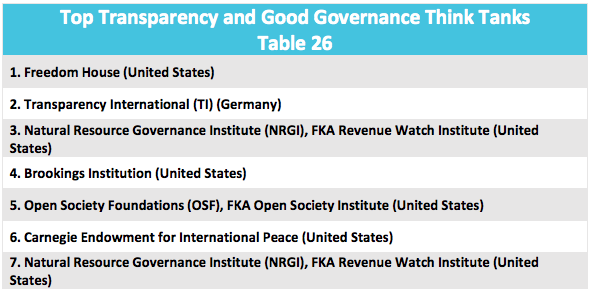 Top Transparency and Good Governance Think Tanks
Table 26
1. Freedom House (United States)
2. Transparency International (TI) (Germany)
3. Natural Resource Governance Institute (NRGI), FKA Revenue Watch Institute (United
States)
4. Brookings Institution (United States)
5. Open Society Foundations (OSF), FKA Open Society Institute (United States)
6. Carnegie Endowment for International Peace (United States)
7. Natural Resource Governance Institute (NRGI), FKA Revenue Watch Institute (United
States)